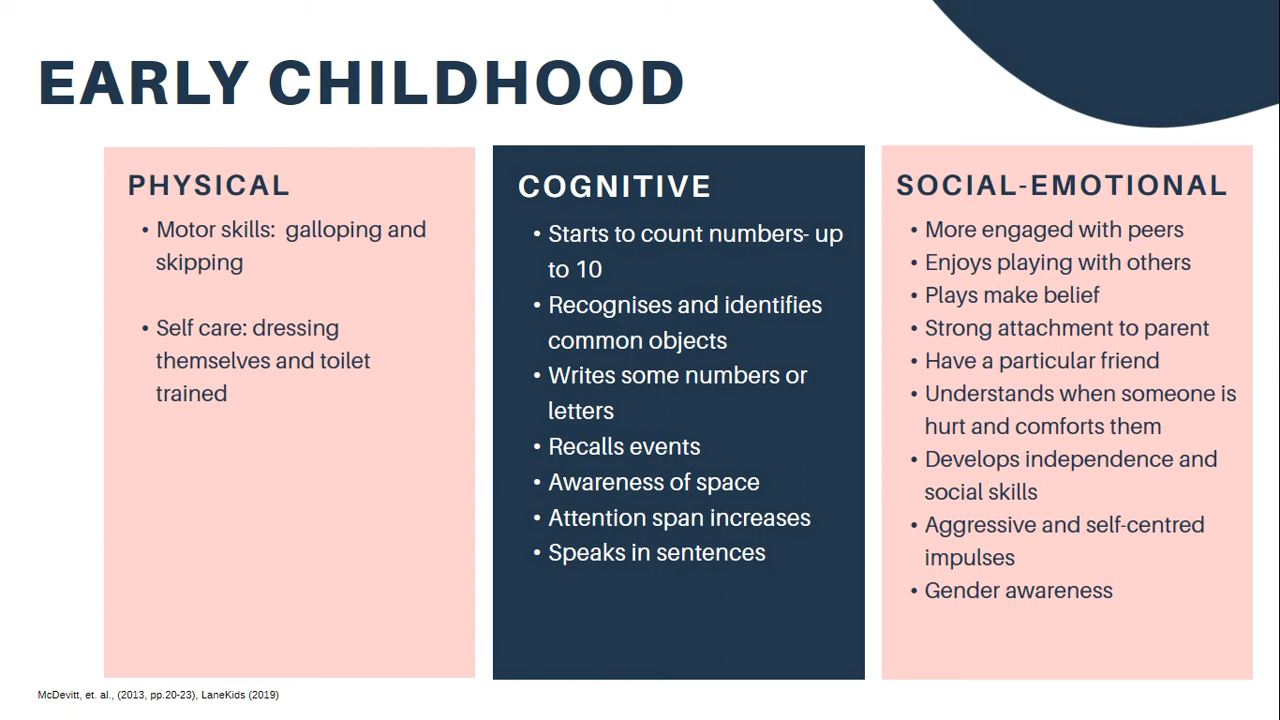 EARLY CHILDHOOD
PHYSICAL
• Motor skills:  galloping and
skipping
• Self care: dressing
themselves and toilet
trained
COGNITIVE
• Starts to count numbers- up
to 10
• Recognises and identifies
common objects
• Writes some numbers or
letters
• Recalls events
• Awareness of space
• Attention span increases
• Speaks in sentences
SOCIAL-EMOTIONAL
• More engaged with peers
• Enjoys playing with others
• Plays make belief
• Strong attachment to parent
• Have a particular friend
• Understands when someone is
hurt and comforts them
• Develops independence and
social skills
• Aggressive and self-centred
impulses
• Gender awareness
McDevitt, et. al., (2013, pp.20-23), LaneKids (2019)